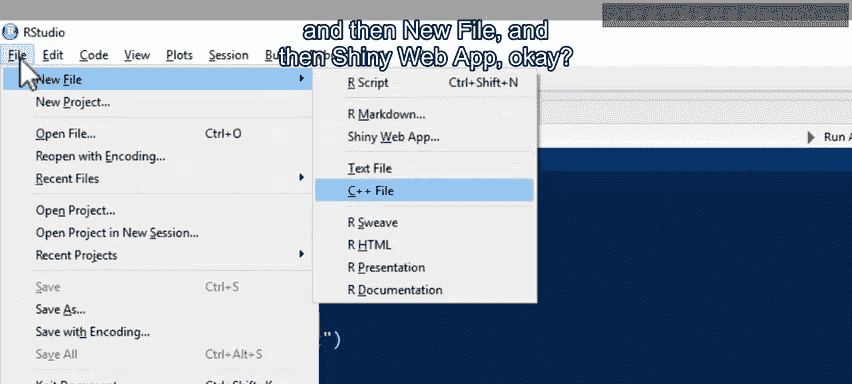 RStudio
and then New File, and
then Shiny Web App, okay?
File Edit Code View Plots Session
New File
New Project...
Open File... Ctrl+O
Reopen with Encoding...
Recent Files
Open Project...
Open Project in New Session...
Recent Projects
Save Ctrl+S
Save As...
Save with Encoding...
Save All Ctrl+Alt+S
R Script Ctrl+Shift+N
R Markdown...
Shiny Web App...
Text File
C++ File
R Sweave
R HTML
R Presentation
R Documentation
Run
")